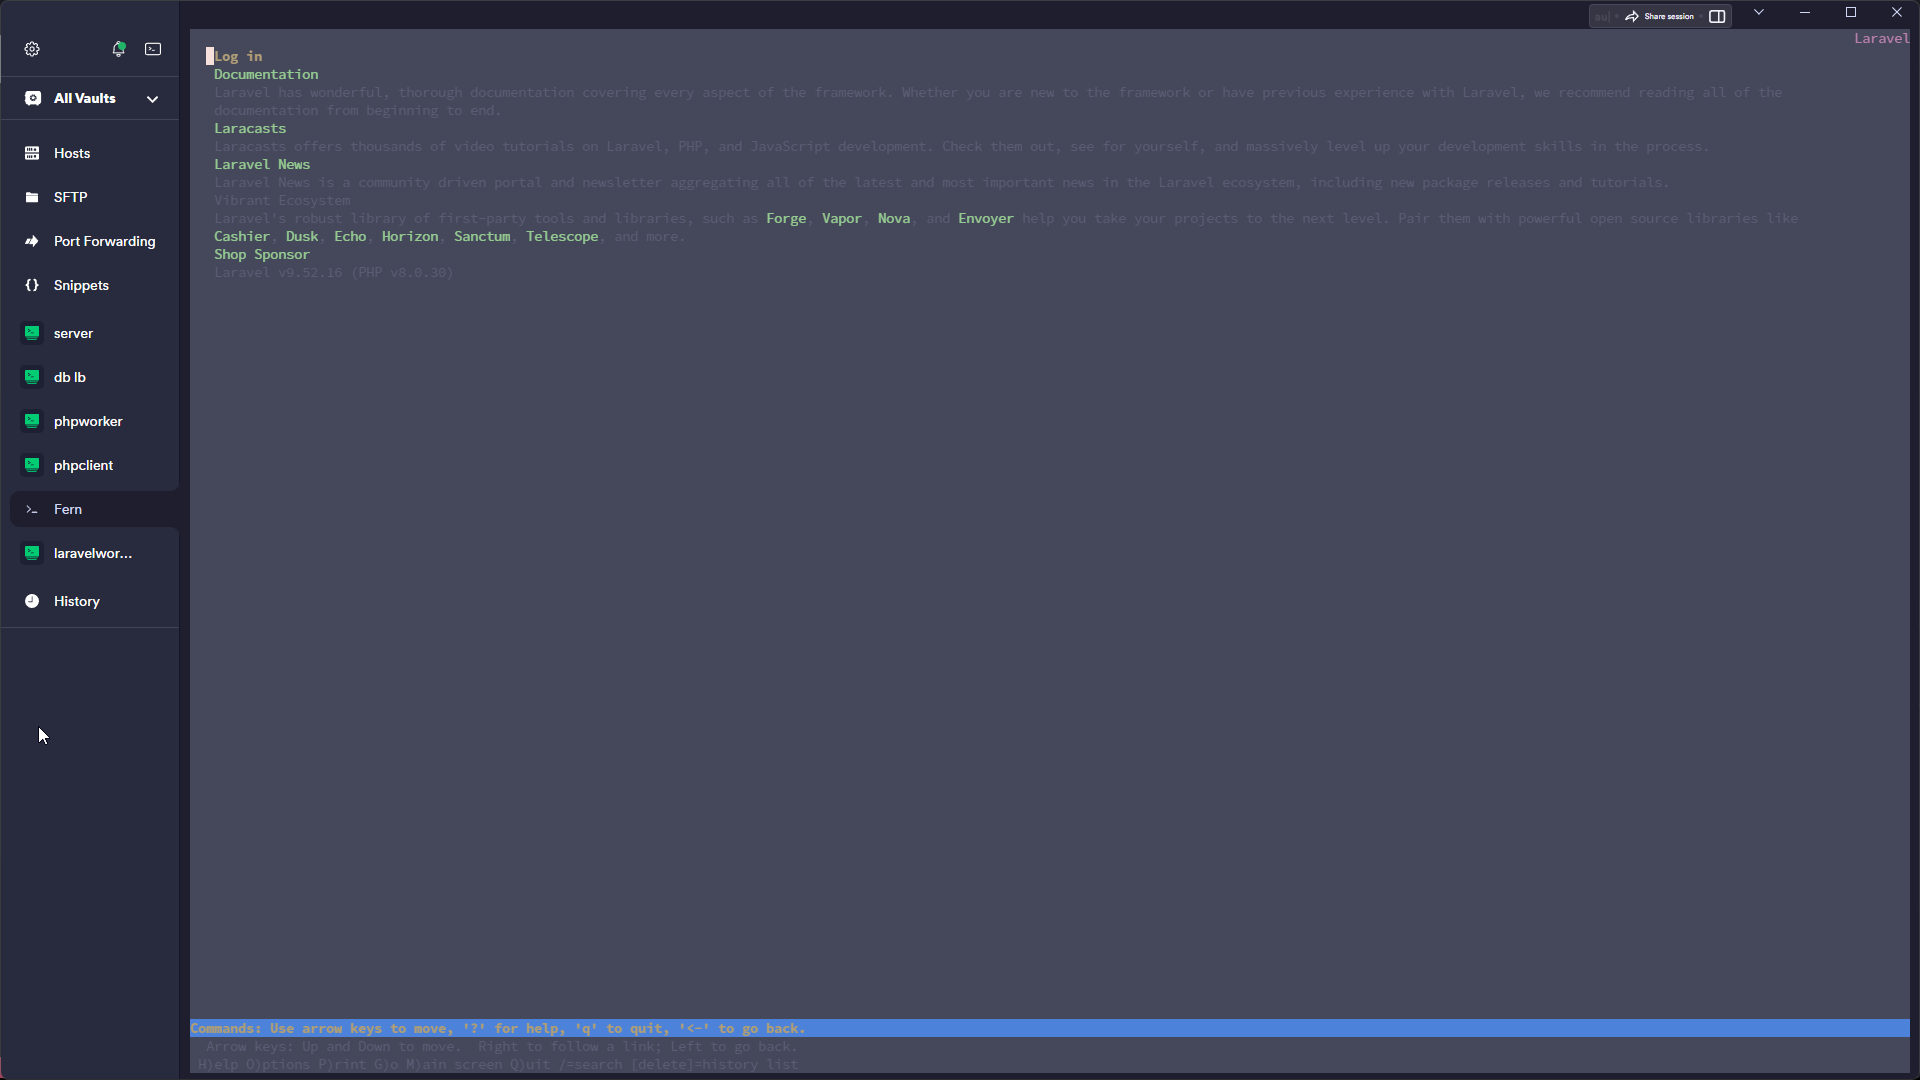 Share session
All Vaults
Hosts
SFTP
Port Forwarding
Snippets
server
db lb
phpworker
phpclient
Fern
laravelwor...
History
Laravel
Log in
Documentation
Laravel has wonderful, thorough documentation covering every aspect of the framework. Whether you are new to the framework or have previous experience with Laravel, we recommend reading all of the
documentation from beginning to end.
Laracasts
Laracasts offers thousands of video tutorials on Laravel, PHP, and JavaScript development. Check them out, see for yourself, and massively level up your development skills in the process.
Laravel News
Laravel News is a community driven portal and newsletter aggregating all of the latest and most important news in the Laravel ecosystem, including new package releases and tutorials.
Vibrant Ecosystem
Laravel's robust library of first-party tools and libraries, such as Forge, Vapor, Nova, and Envoyer help you take your projects to the next level. Pair them with powerful open source libraries like
Cashier, Dusk, Echo, Horizon, Sanctum, Telescope, and more.
Shop Sponsor
Laravel v9.52.16 (PHP v8.0.30)
Commands: Use arrow keys to move, '?' for help, 'q' to quit, '<-' to go back.
Arrow keys: Up and Down to move. Right to follow a link; Left to go back.
H)elp O)ptions P)rint G)o M)ain screen Q)uit /=search [delete]=history list